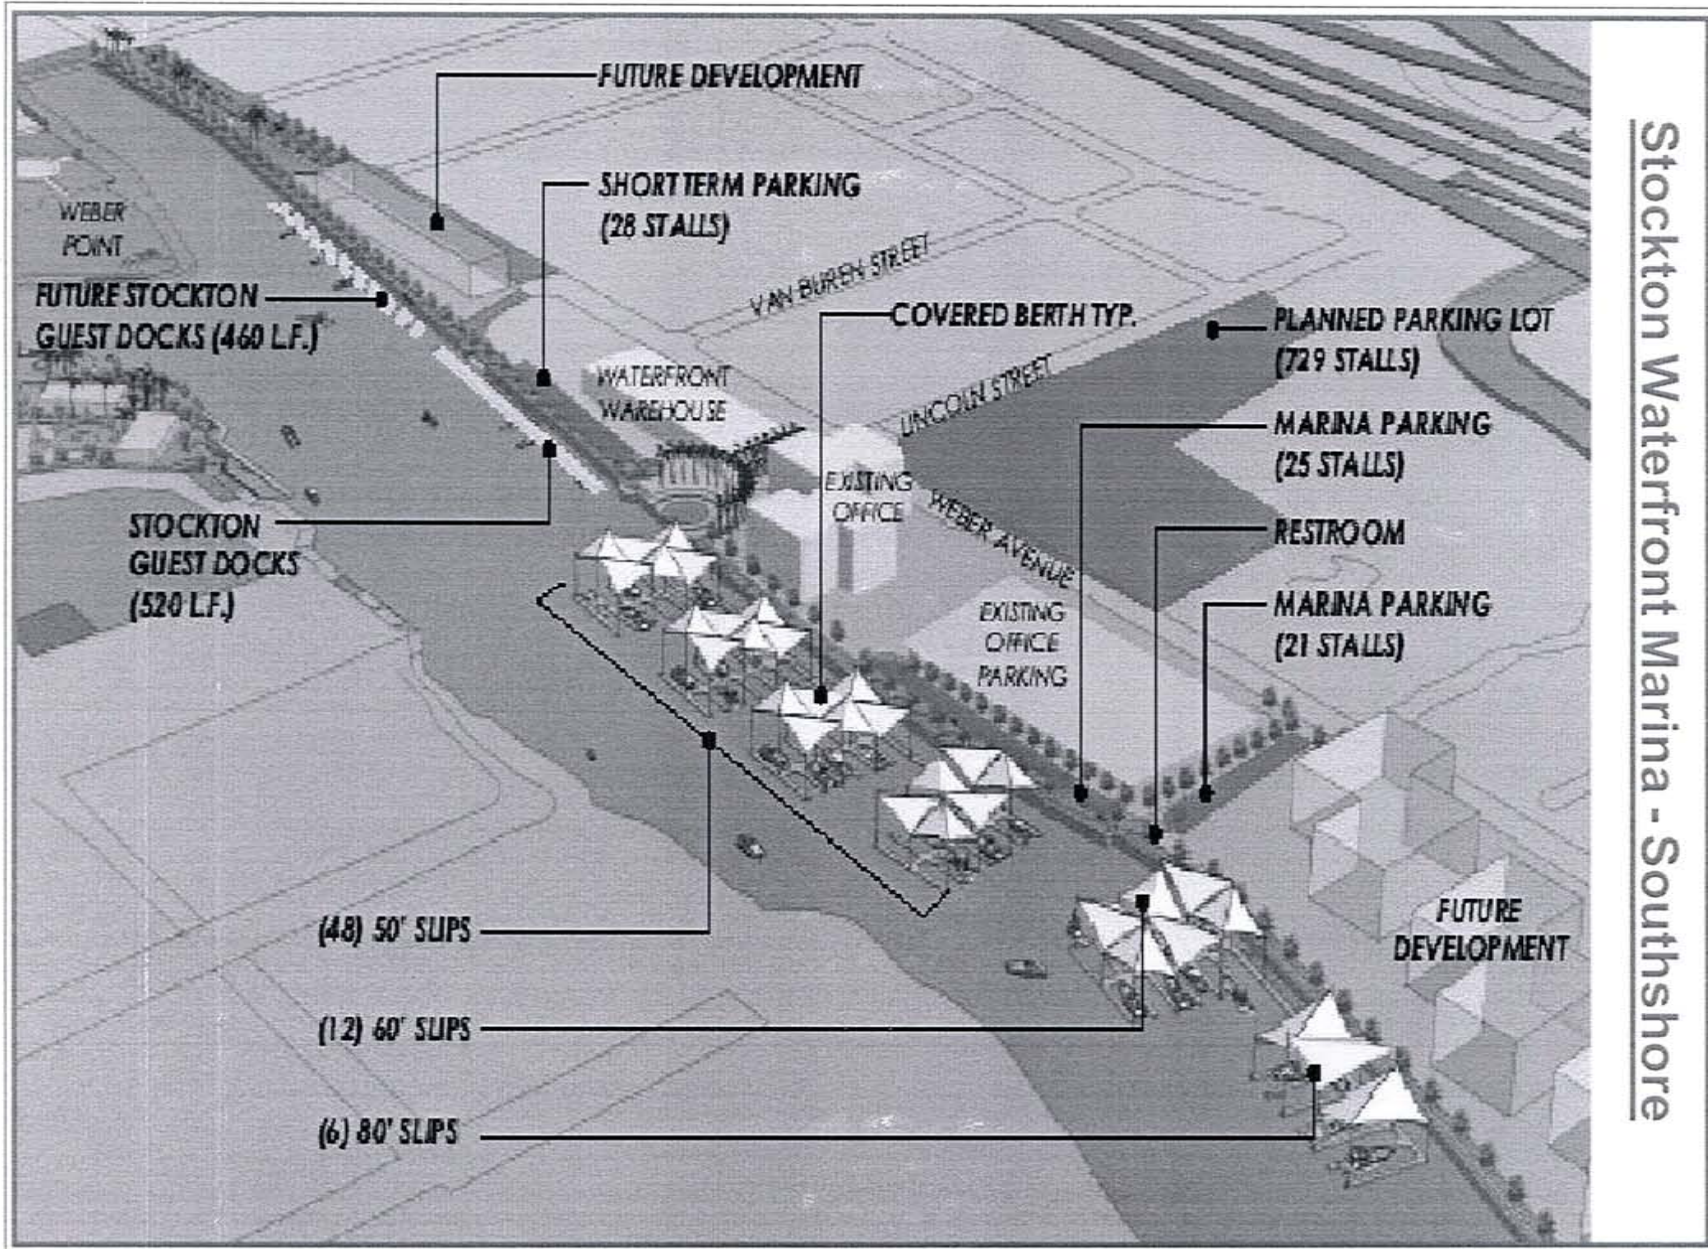 Stockton Waterfront Marina - Southshore
FUTURE DEVELOPMENT
SHORT TERM PARKING
(28 STALLS)
WEBER
POINT
VAN BUREN STREET
FUTURE STOCKTON
GUEST DOCKS (460 L.F.)
COVERED BERTH TYP.
PLANNED PARKING LOT
(729 STALLS)
WATERFRONT
WAREHOUSE
LINCOLN STREET
MARINA PARKING
(25 STALLS)
EXISTING
OFFICE
WEBER AVENUE
STOCKTON
GUEST DOCKS
(520 L.F.)
RESTROOM
EXISTING
OFFICE
PARKING
MARINA PARKING
(21 STALLS)
(48) 50' SLIPS
FUTURE
DEVELOPMENT
(12) 60' SLIPS
(6) 80' SLIPS